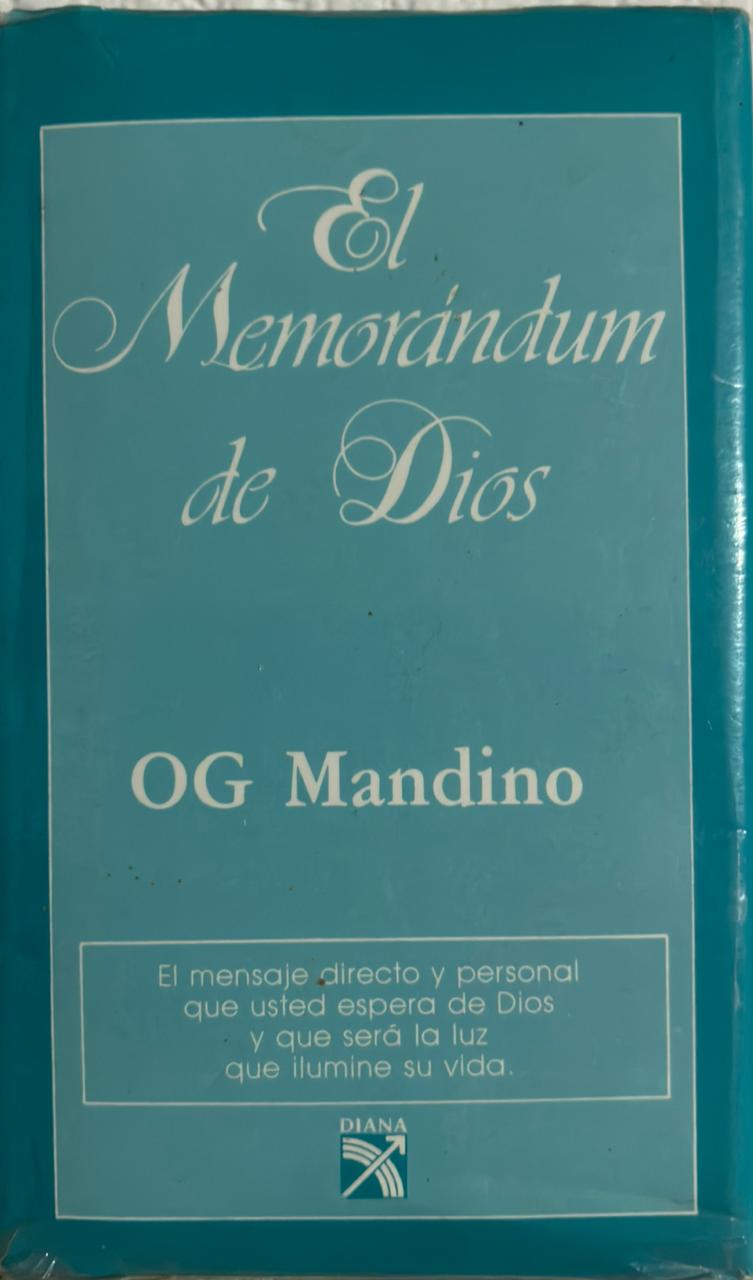 El
Memorándum
de Dios
OG Mandino
El mensaje directo y personal
que usted espera de Dios
y que será la luz
que ilumine su vida.
DIANA